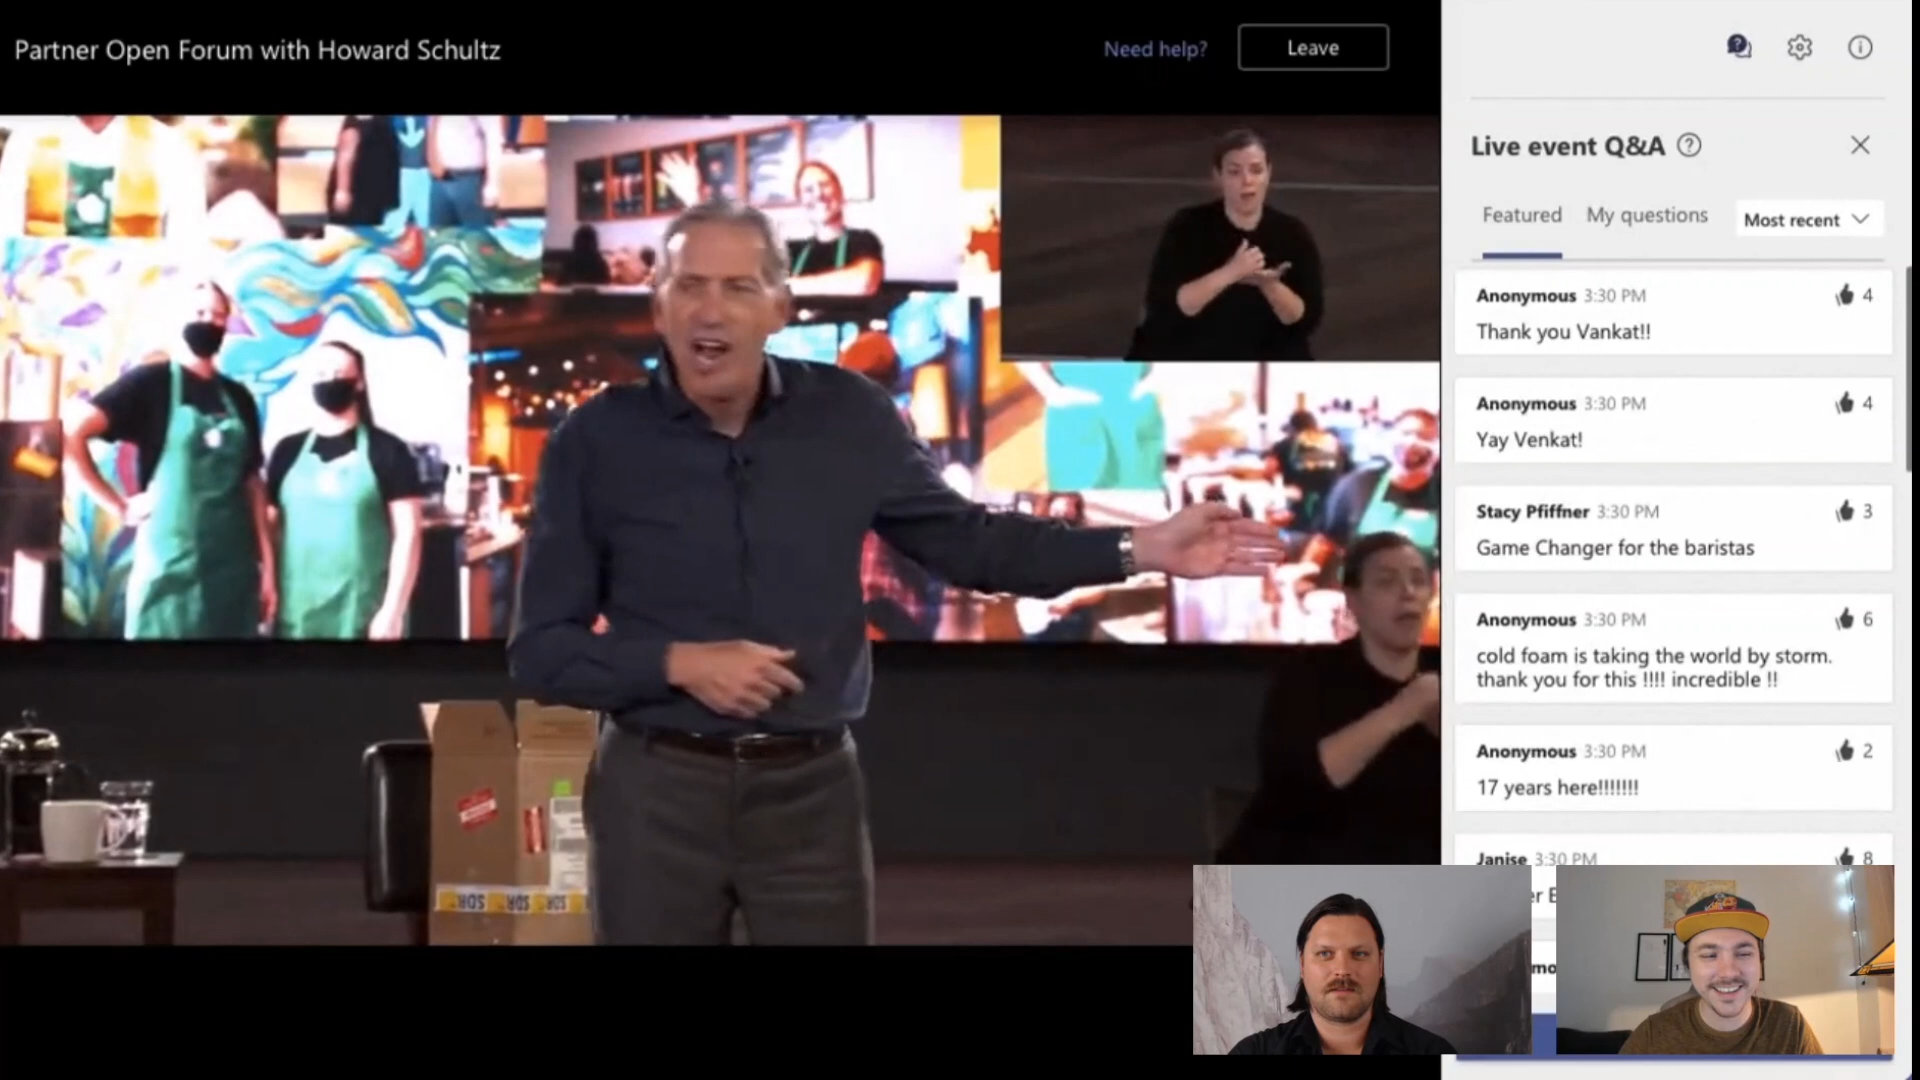 Partner Open Forum with Howard Schultz
Need help?
Leave
Live event Q&A
Featured
My questions
Most recent
Anonymous 3:30 PM
4
Thank you Vankat!!
Anonymous 3:30 PM
4
Yay Venkat!
Stacy Pfiffner 3:30 PM
3
Game Changer for the baristas
Anonymous 3:30 PM
6
cold foam is taking the world by storm.
thank you for this !!!! incredible !!
Anonymous 3:30 PM
2
17 years here!!!!!!!
Janise 3:30 PM
8
SDR SDR SDR